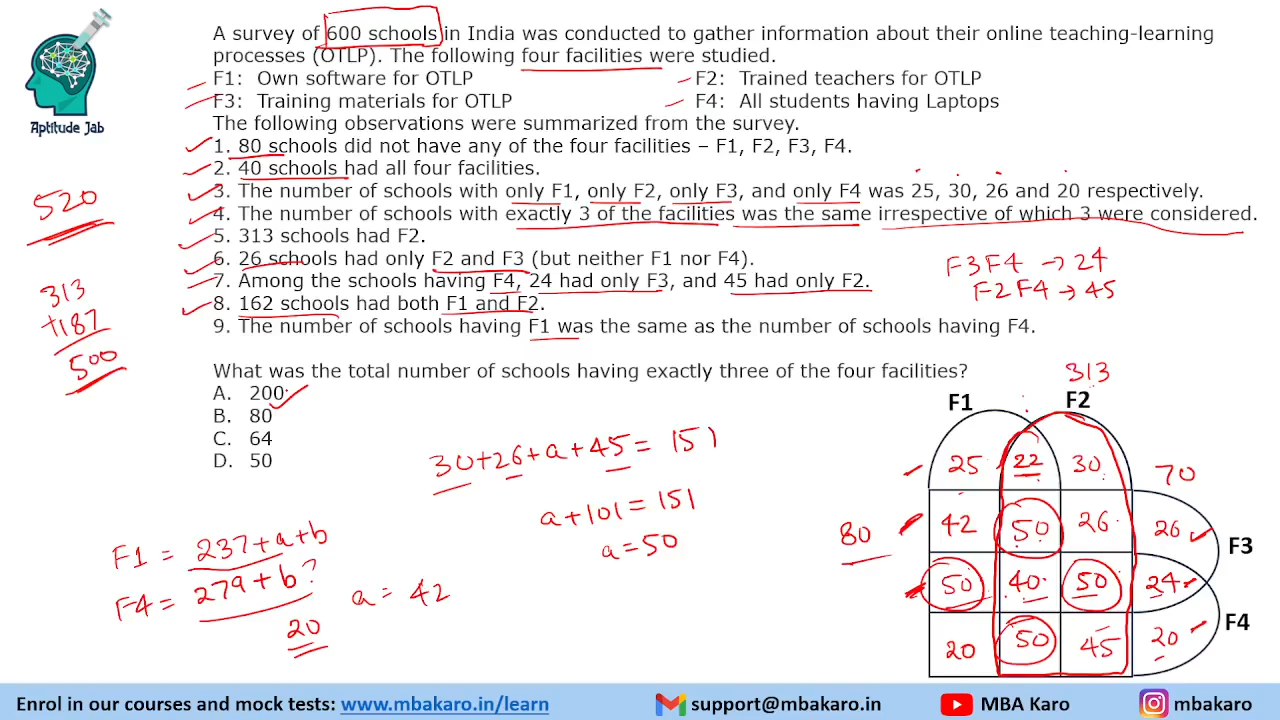 A survey of 600 schools in India was conducted to gather information about their online teaching-learning
processes (OTLP). The following four facilities were studied.
F1: Own software for OTLP F2: Trained teachers for OTLP
F3: Training materials for OTLP F4: All students having Laptops
Aptitude Jab
The following observations were summarized from the survey.
1. 80 schools did not have any of the four facilities – F1, F2, F3, F4.
2. 40 schools had all four facilities.
3. The number of schools with only F1, only F2, only F3, and only F4 was 25, 30, 26 and 20 respectively.
4. The number of schools with exactly 3 of the facilities was the same irrespective of which 3 were considered.
5. 313 schools had F2.
6. 26 schools had only F2 and F3 (but neither F1 nor F4).
7. Among the schools having F4, 24 had only F3, and 45 had only F2.
8. 162 schools had both F1 and F2.
9. The number of schools having F1 was the same as the number of schools having F4.
520
313
+187
500
F3F4 → 24
F2F4 → 45
What was the total number of schools having exactly three of the four facilities?
A. 200
B. 80
C. 64
D. 50
30+26+a+45 = 151
a+101 = 151
a = 50
F1 = 237+a+b
F4 = 279+b?
a = 42
20
313
F1 F2
25 22 30 70
80
42 50 26 26 F3
50 40 50 24
20 50 45 20 F4
Enrol in our courses and mock tests: www.mbakaro.in/learn support@mbakaro.in MBA Karo mbakaro